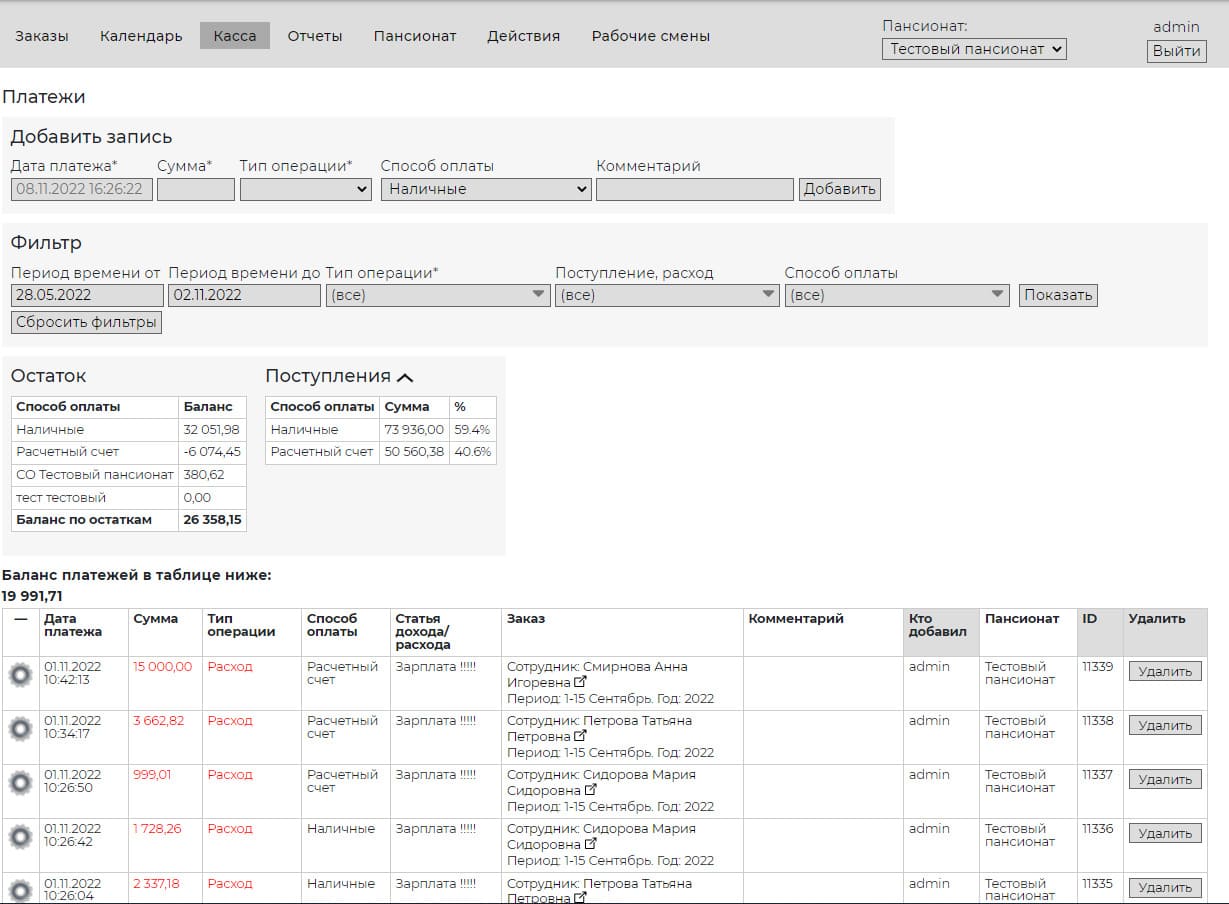 Заказы Календарь Касса Отчеты Пансионат Действия Рабочие смены Пансионат: admin
Тестовый пансионат Выйти
Платежи
Добавить запись
Дата платежа* Сумма* Тип операции* Способ оплаты Комментарий
08.11.2022 16:26:22 Наличные Добавить
Фильтр
Период времени от Период времени до Тип операции* Поступление, расход Способ оплаты
28.05.2022 02.11.2022 (все) (все) (все) Показать
Сбросить фильтры
Остаток
Способ оплаты Баланс
Наличные 32 051,98
Расчетный счет -6 074,45
СО Тестовый пансионат 380,62
тест тестовый 0,00
Баланс по остаткам 26 358,15
Поступления
Способ оплаты Сумма %
Наличные 73 936,00 59.4%
Расчетный счет 50 560,38 40.6%
Баланс платежей в таблице ниже:
19 991,71
— Дата Сумма Тип Способ Статья Заказ Комментарий Кто Пансионат ID Удалить
платежа операции оплаты дохода/ добавил
расхода
01.11.2022 15 000,00 Расход Расчетный Зарплата !!!!! Сотрудник: Смирнова Анна admin Тестовый 11339 Удалить
10:42:13 счет Игоревна пансионат
Период: 1-15 Сентябрь. Год: 2022
01.11.2022 3 662,82 Расход Расчетный Зарплата !!!!! Сотрудник: Петрова Татьяна admin Тестовый 11338 Удалить
10:34:17 счет Петровна пансионат
Период: 1-15 Сентябрь. Год: 2022
01.11.2022 999,01 Расход Расчетный Зарплата !!!!! Сотрудник: Сидорова Мария admin Тестовый 11337 Удалить
10:26:50 счет Сидоровна пансионат
Период: 1-15 Сентябрь. Год: 2022
01.11.2022 1 728,26 Расход Наличные Зарплата !!!!! Сотрудник: Сидорова Мария admin Тестовый 11336 Удалить
10:26:42 Сидоровна пансионат
Период: 1-15 Сентябрь. Год: 2022
01.11.2022 2 337,18 Расход Наличные Зарплата !!!!! Сотрудник: Петрова Татьяна admin Тестовый 11335 Удалить
10:26:04 Петровна пансионат